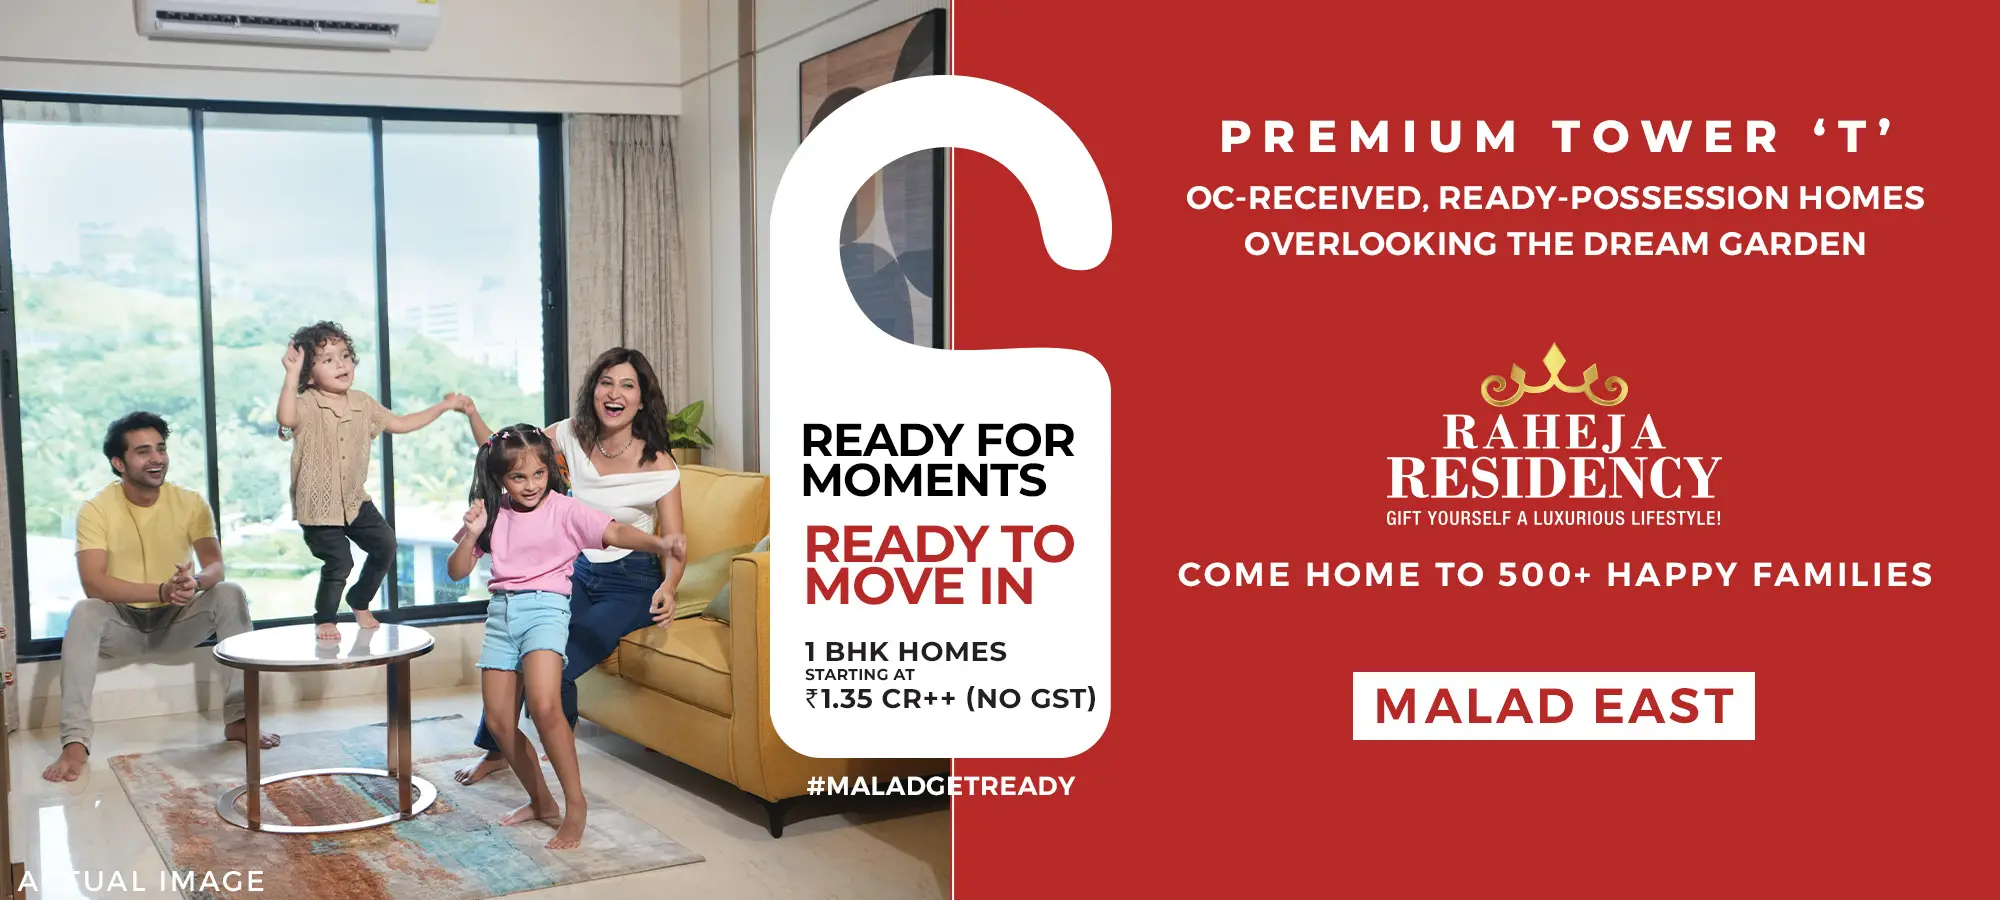 READY FOR
MOMENTS
READY TO
MOVE IN
1 BHK HOMES
STARTING AT
₹1.35 CR++ (NO GST)
#MALADGETREADY
ACTUAL IMAGE
PREMIUM TOWER ‘T’
OC-RECEIVED, READY-POSSESSION HOMES
OVERLOOKING THE DREAM GARDEN
RAHEJA
RESIDENCY
GIFT YOURSELF A LUXURIOUS LIFESTYLE!
COME HOME TO 500+ HAPPY FAMILIES
MALAD EAST